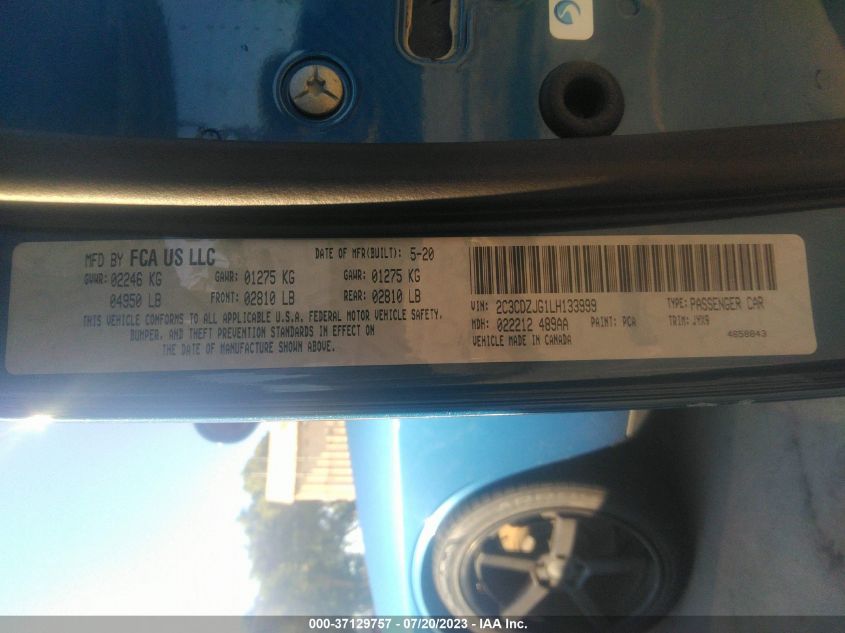 MFD BY FCA US LLC
DATE OF MFR(BUILT): 5-20
GVWR: 02246 KG
GAWR: 01275 KG
GAWR: 01275 KG
04950 LB
FRONT: 02810 LB
REAR: 02810 LB
THIS VEHICLE CONFORMS TO ALL APPLICABLE U.S.A. FEDERAL MOTOR VEHICLE SAFETY,
BUMPER, AND THEFT PREVENTION STANDARDS IN EFFECT ON
THE DATE OF MANUFACTURE SHOWN ABOVE.
VIN: 2C3CDZJG1LH133999
TYPE: PASSENGER CAR
MDH: 022212 489AA
PAINT: PCA
TRIM: JYX9
VEHICLE MADE IN CANADA
4858843
000-37129757 - 07/20/2023 - IAA Inc.